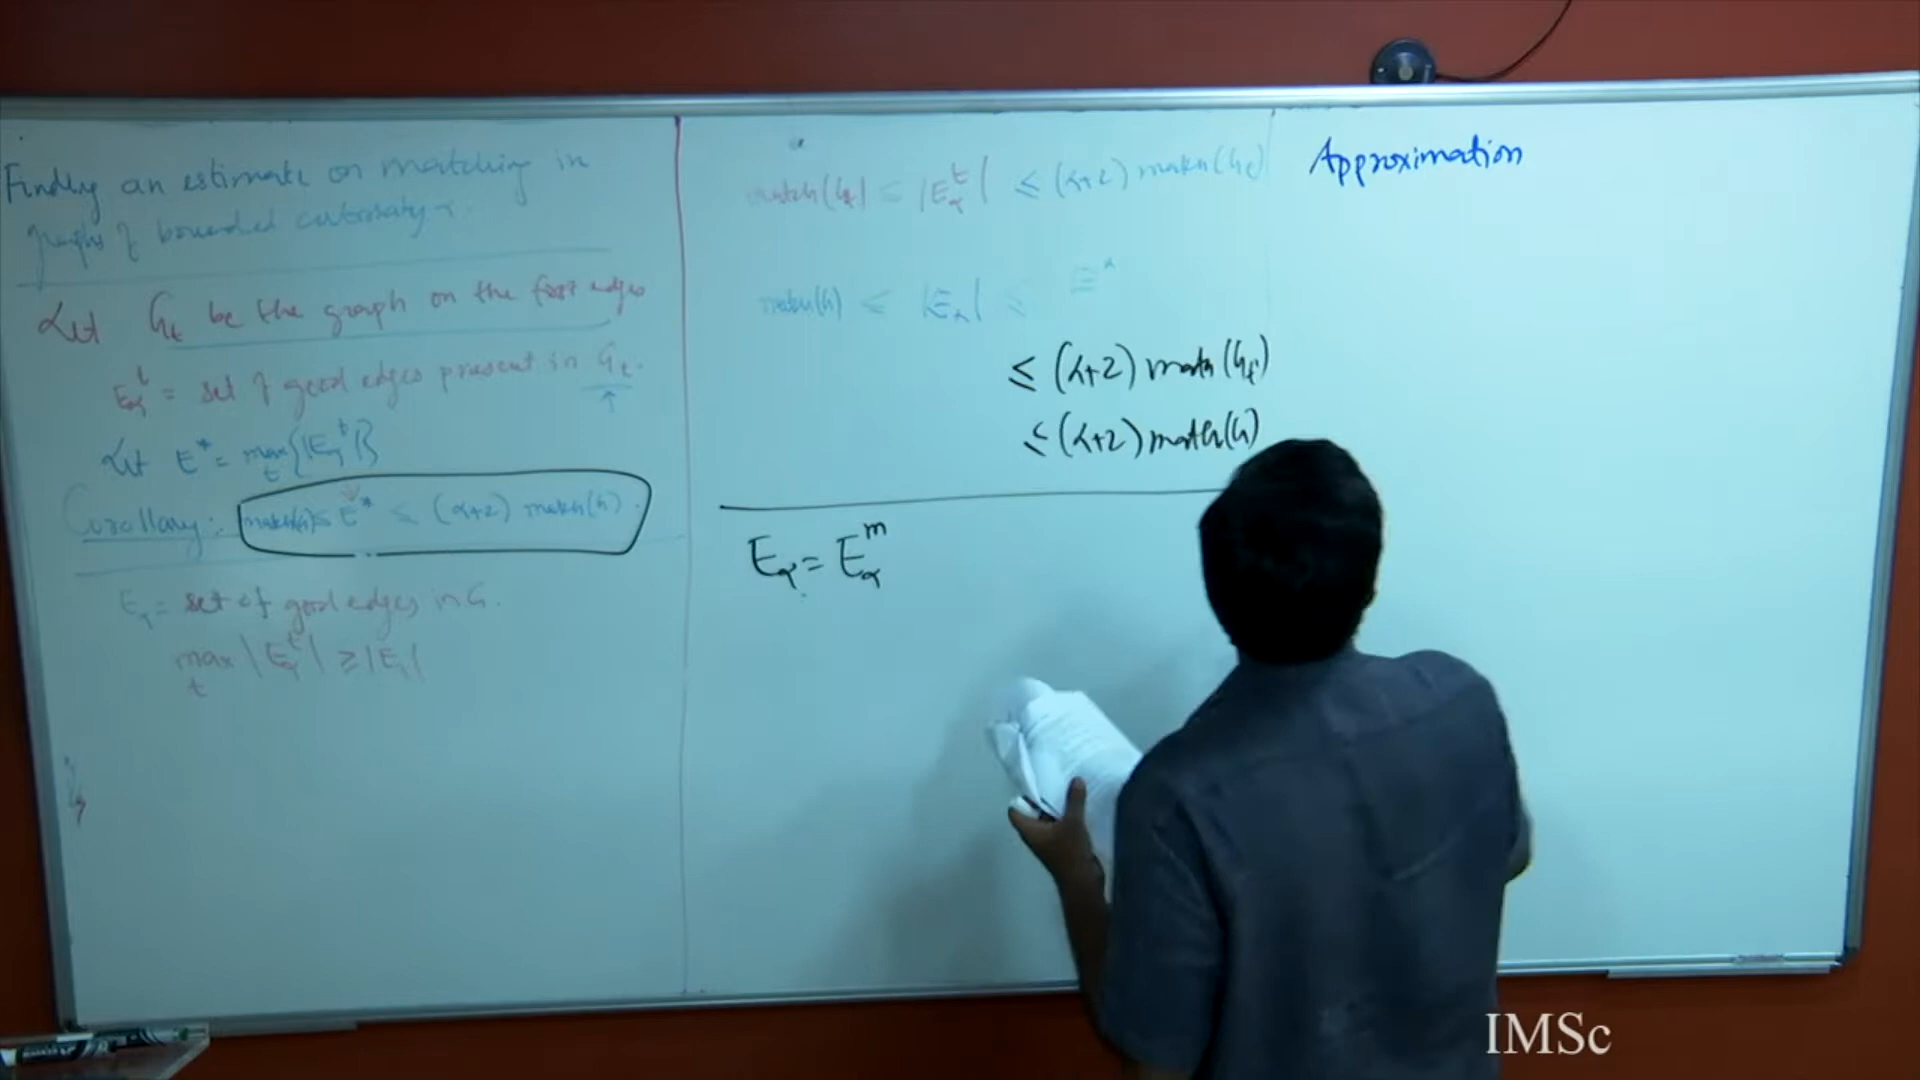 Finding an estimate on matching in
graphs of bounded arboricity α.
Let G_t be the graph on the first edges
E_α^t = set of good edges present in G_t.
↑
Let E* = max_t {|E_α^t|}
Corollary: match(G) ≤ E* ≤ (α+2) match(G).
E_α = set of good edges in G.
max_t |E_α^t| ≥ |E_α|
match(G_t) ≤ |E_α^t| ≤ (α+2) match(G_t)
match(G) ≤ |E_α| ≤ E*
≤ (α+2) match(G_t)
≤ (α+2) match(G)
E_α = E_α^m
Approximation
IMSc